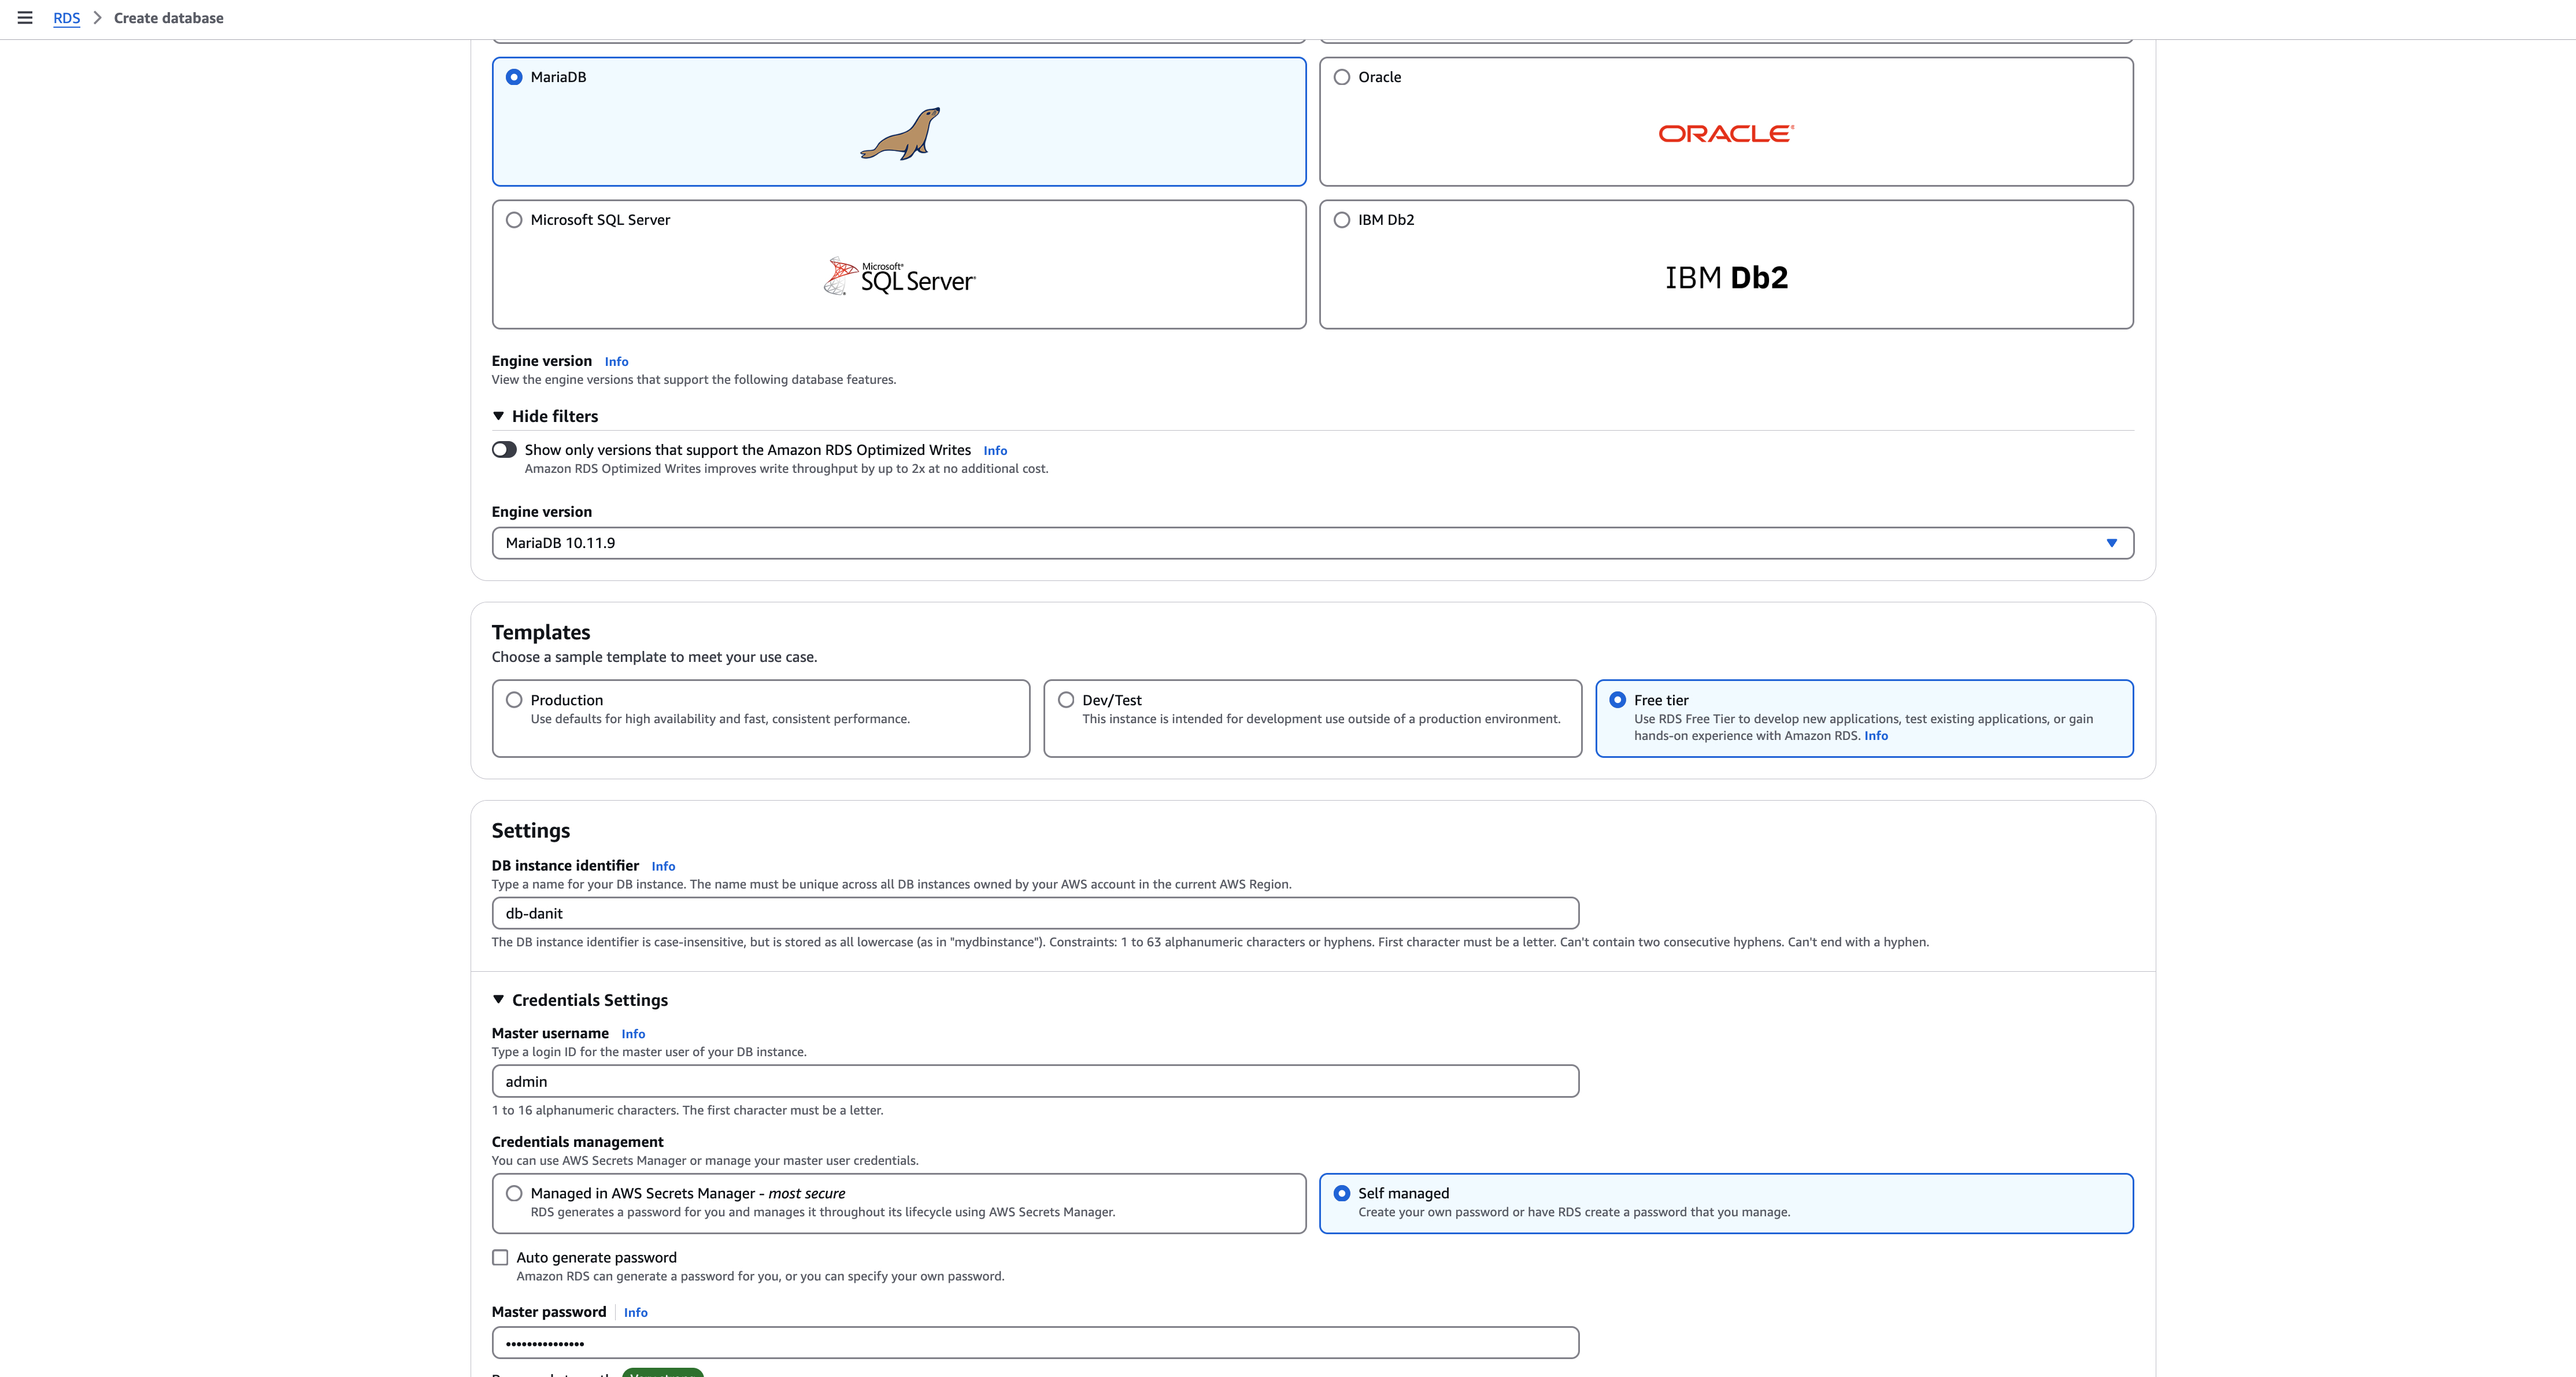 RDS > Create database
MariaDB
Oracle
ORACLE
Microsoft SQL Server
IBM Db2
Microsoft®
SQL Server
IBM Db2
Engine version Info
View the engine versions that support the following database features.
Hide filters
Show only versions that support the Amazon RDS Optimized Writes Info
Amazon RDS Optimized Writes improves write throughput by up to 2x at no additional cost.
Engine version
MariaDB 10.11.9
Templates
Choose a sample template to meet your use case.
Production
Use defaults for high availability and fast, consistent performance.
Dev/Test
This instance is intended for development use outside of a production environment.
Free tier
Use RDS Free Tier to develop new applications, test existing applications, or gain
hands-on experience with Amazon RDS. Info
Settings
DB instance identifier Info
Type a name for your DB instance. The name must be unique across all DB instances owned by your AWS account in the current AWS Region.
db-danit
The DB instance identifier is case-insensitive, but is stored as all lowercase (as in "mydbinstance"). Constraints: 1 to 63 alphanumeric characters or hyphens. First character must be a letter. Can't contain two consecutive hyphens. Can't end with a hyphen.
Credentials Settings
Master username Info
Type a login ID for the master user of your DB instance.
admin
1 to 16 alphanumeric characters. The first character must be a letter.
Credentials management
You can use AWS Secrets Manager or manage your master user credentials.
Managed in AWS Secrets Manager - most secure
RDS generates a password for you and manages it throughout its lifecycle using AWS Secrets Manager.
Self managed
Create your own password or have RDS create a password that you manage.
Auto generate password
Amazon RDS can generate a password for you, or you can specify your own password.
Master password Info
•••••••••••••••